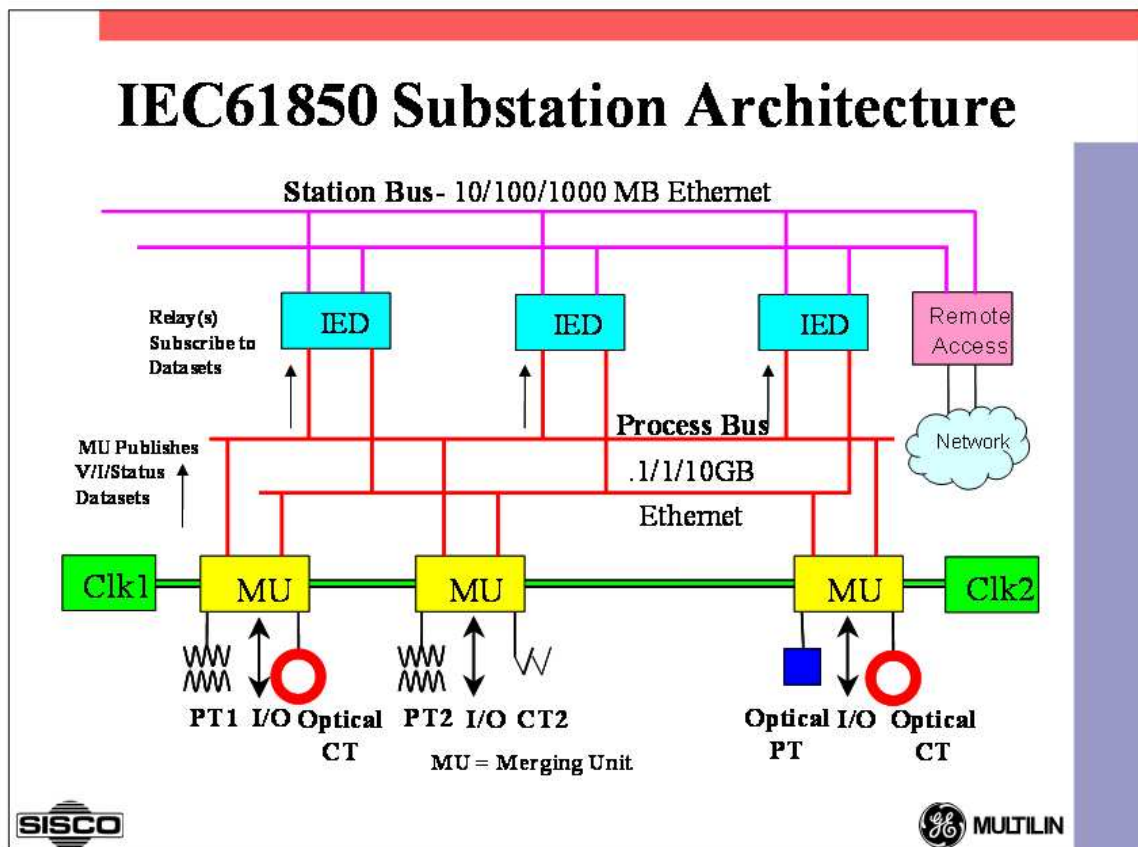 IEC61850 Substation Architecture
Station Bus- 10/100/1000 MB Ethernet
Relay(s)
Subscribe to
Datasets
IED
IED
IED
Remote
Access
Network
MU Publishes
V/I/Status
Datasets
Process Bus
.1/1/10GB
Ethernet
Clk1
MU
MU
MU
Clk2
PT1 I/O Optical
CT
PT2 I/O CT2
Optical I/O Optical
PT CT
MU = Merging Unit
SISCO
GE MULTILIN